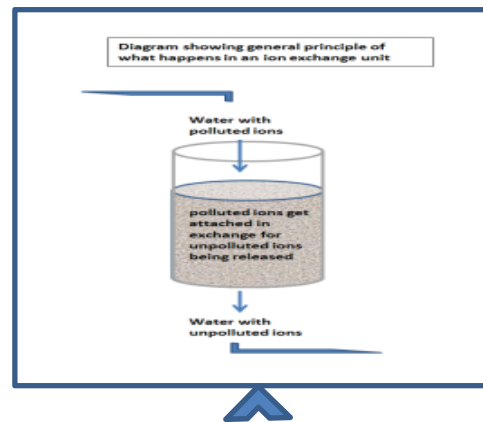 Diagram showing general principle of
what happens in an ion exchange unit
Water with
polluted ions
polluted ions get
attached in
exchange for
unpolluted ions
being released
Water with
unpolluted ions